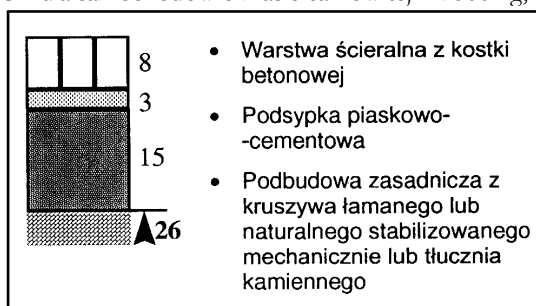 8
3
15
26
• Warstwa ścieralna z kostki
betonowej
• Podsypka piaskowo-
-cementowa
• Podbudowa zasadnicza z
kruszywa łamanego lub
naturalnego stabilizowanego
mechanicznie lub tłucznia
kamiennego